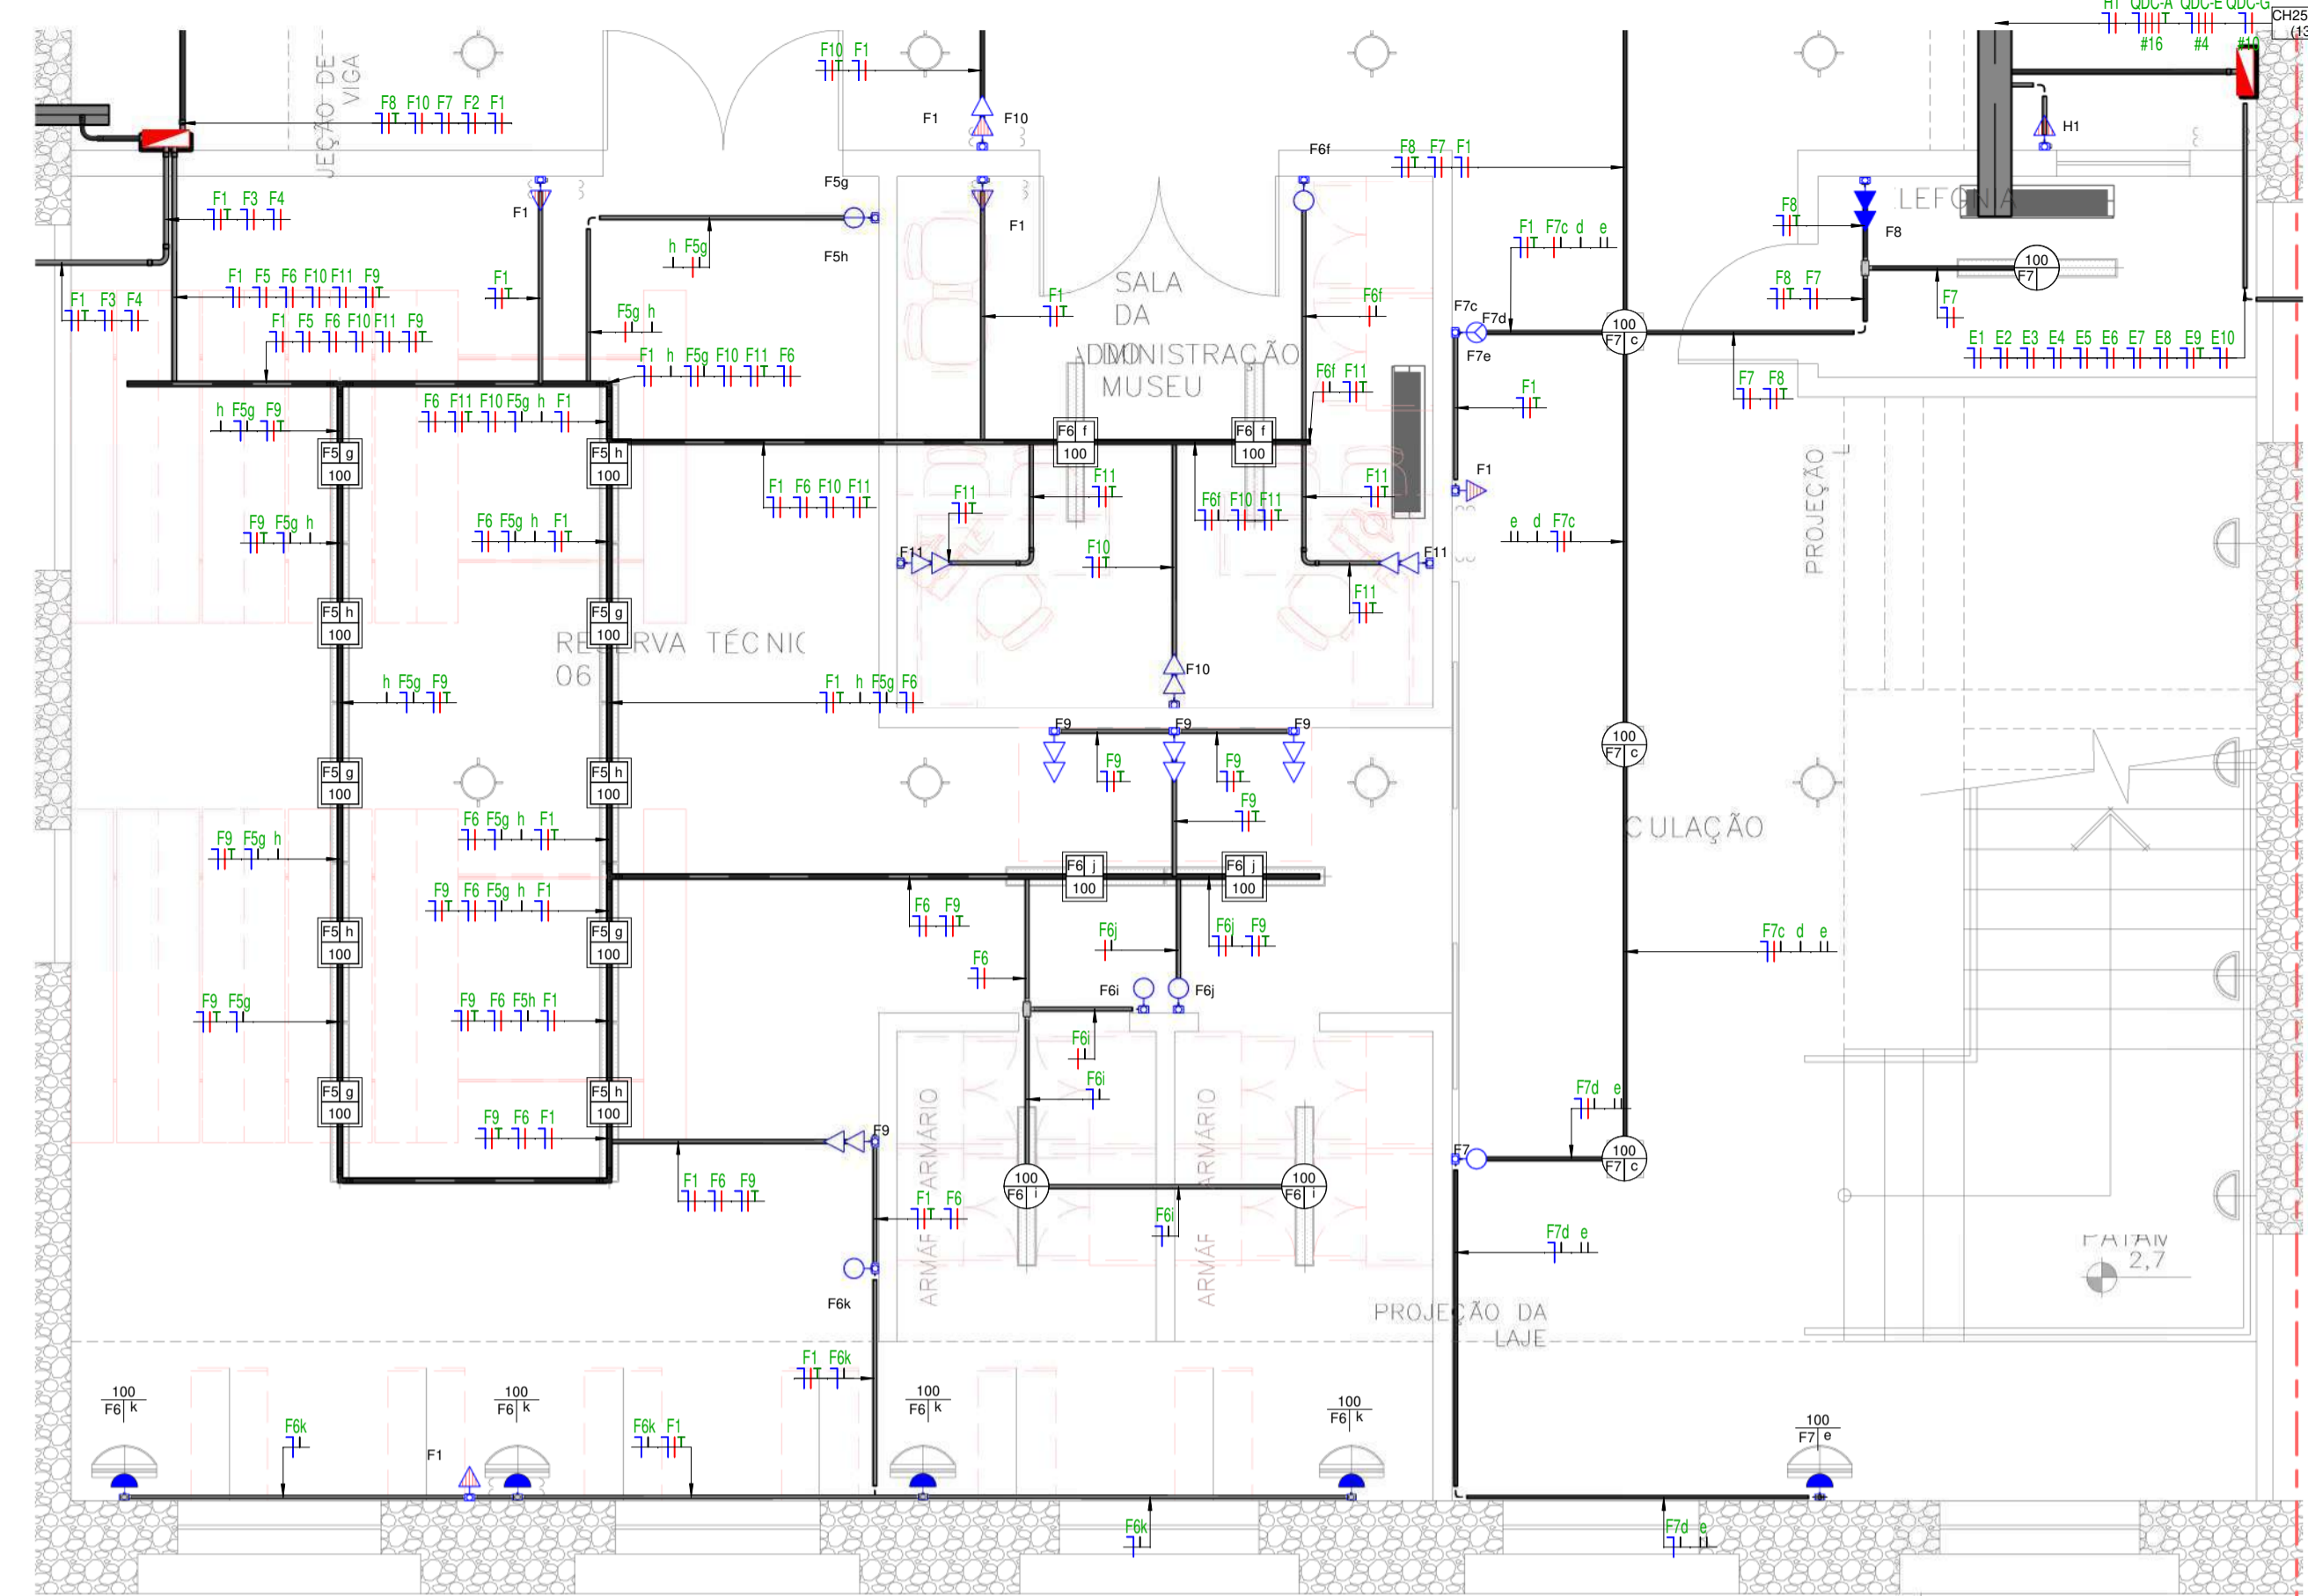 H1 QDC-A QDC-E QDC-G
#16 #4 #10
CH25
(13
JEÇÃO DE
VIGA
F10 F1
F8 F10 F7 F2 F1
F1
F10
H1
F6f
F8 F7 F1
F5g
F1 F3 F4
F1
F1
F8
F8
h F5g
F5h
F1 F7c d e
LEFONIA
100
F7
F1 F5 F6 F10 F11 F9
F1
SALA
DA
ADMINISTRAÇÃO
MUSEU
F8 F7
F7
F1 F3 F4
F1
F6f
F7c
F7d
F7e
100
F7 c
F5g h
F1 F5 F6 F10 F11 F9
E1 E2 E3 E4 E5 E6 E7 E8 E9 E10
F1 h F5g F10 F11 F6
F6f F11
F7 F8
F1
h F5g F9
F6 F11 F10 F5g h F1
F6 f
100
F6 f
100
F5 g
100
F5 h
100
F1
PROJEÇÃO
L
F11
F1 F6 F10 F11
F11
F11
F6f F10 F11
F9 F5g h
F6 F5g h F1
e d F7c
F11
F10
F11
F11
F5 h
100
F5 g
100
RESERVA TÉCNIC
06
F10
h F5g F9
F1 h F5g F6
F9
F9
F9
100
F7 c
F5 g
100
F5 h
100
F9
F9
F9
CULAÇÃO
F6 F5g h F1
F9 F5g h
F6 j
100
F6 j
100
F9 F6 F5g h F1
F6 F9
F6j
F6j F9
F7c d e
F5 h
100
F5 g
100
F6
F6i
F6j
F9 F5g
F9 F6 F5h F1
F6i
F6i
F5 g
100
F5 h
100
F7d e
F9 F6 F1
F9
ARMÁRIO
ARMÁRIO
F7
100
F7 c
100
F6 i
100
F6 i
F1 F6 F9
F1 F6
F6i
ARMÁF
ARMÁF
F7d e
2,7
F6k
PROJEÇÃO DA
LAJE
F1 F6k
100
F6 k
100
F6 k
100
F6 k
100
F6 k
100
F7 e
F6k
F1
F6k F1
F6k
F7d e